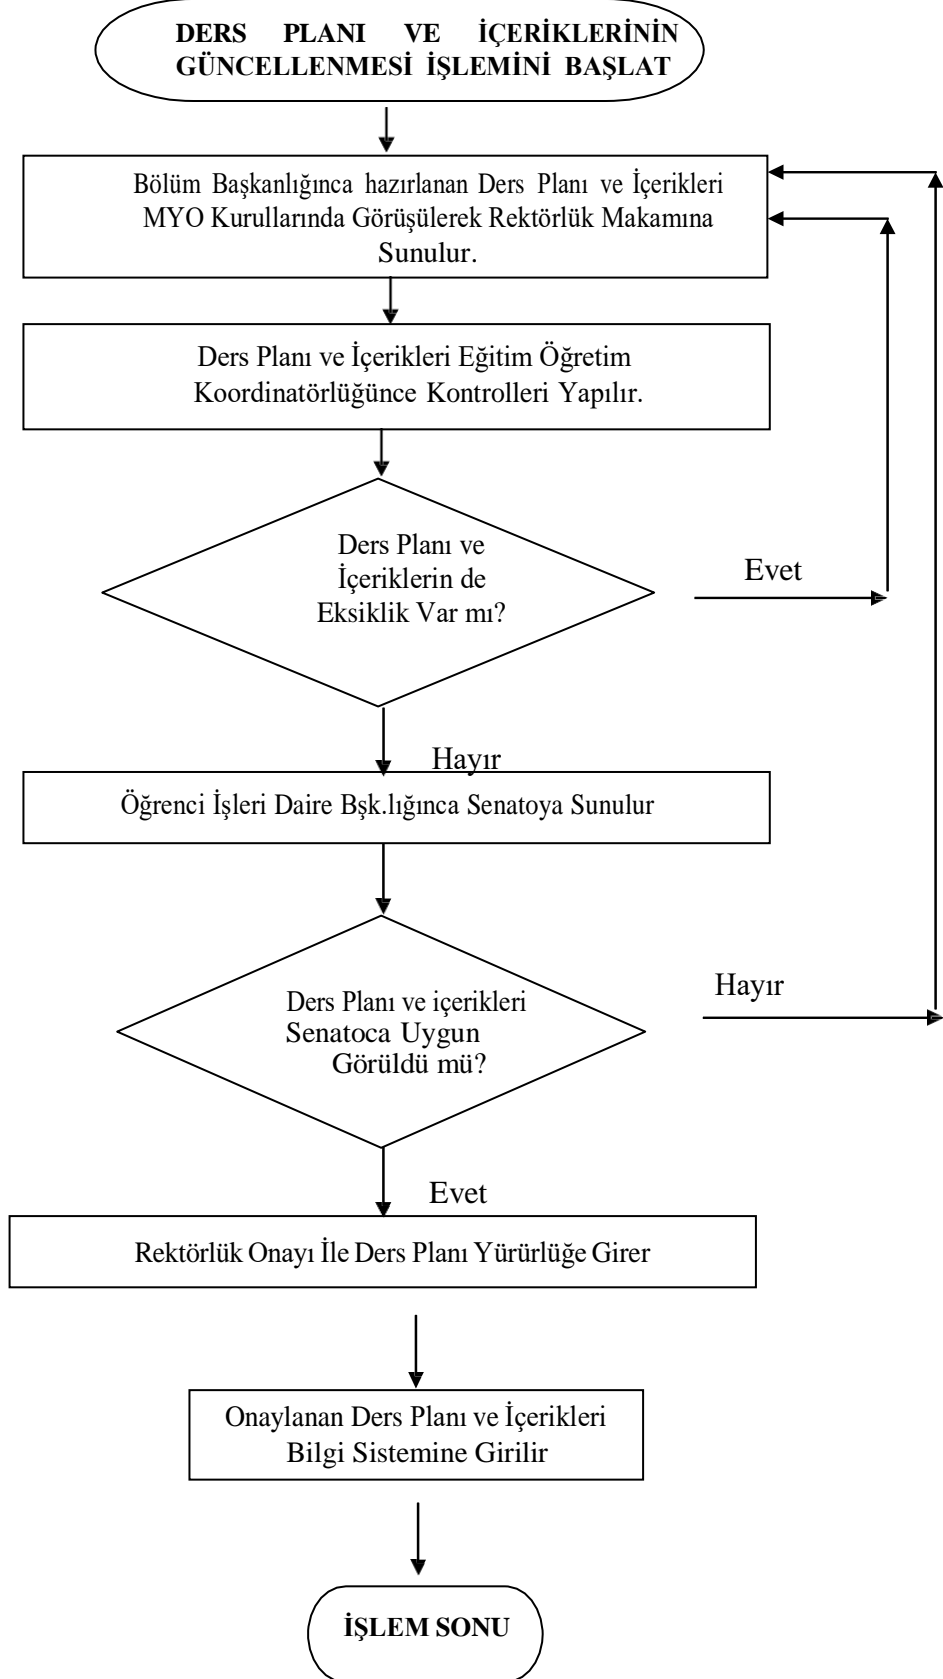 DERS PLANI VE İÇERİKLERİNİN
GÜNCELLENMESİ İŞLEMİNİ BAŞLAT
Bölüm Başkanlığınca hazırlanan Ders Planı ve İçerikleri
MYO Kurullarında Görüşülerek Rektörlük Makamına
Sunulur.
Ders Planı ve İçerikleri Eğitim Öğretim
Koordinatörlüğünce Kontrolleri Yapılır.
Ders Planı ve
İçeriklerin de
Eksiklik Var mı?
Evet
Hayır
Öğrenci İşleri Daire Bşk.lığınca Senatoya Sunulur
Ders Planı ve içerikleri
Senatoca Uygun
Görüldü mü?
Hayır
Evet
Rektörlük Onayı İle Ders Planı Yürürlüğe Girer
Onaylanan Ders Planı ve İçerikleri
Bilgi Sistemine Girilir
İŞLEM SONU